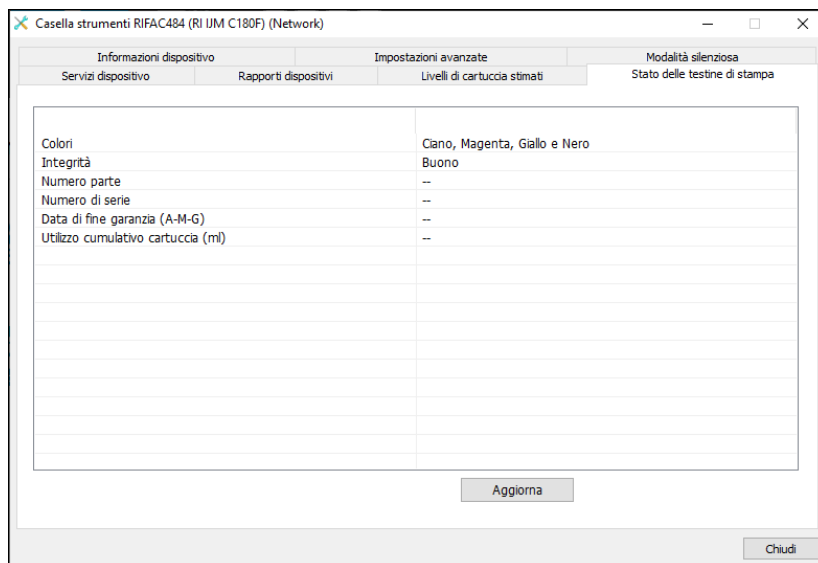 Casella strumenti RIFAC484 (RI IJM C180F) (Network)
Informazioni dispositivo Impostazioni avanzate Modalità silenziosa
Servizi dispositivo Rapporti dispositivi Livelli di cartuccia stimati Stato delle testine di stampa
Colori Ciano, Magenta, Giallo e Nero
Integrità Buono
Numero parte --
Numero di serie --
Data di fine garanzia (A-M-G) --
Utilizzo cumulativo cartuccia (ml) --
Aggiorna
Chiudi